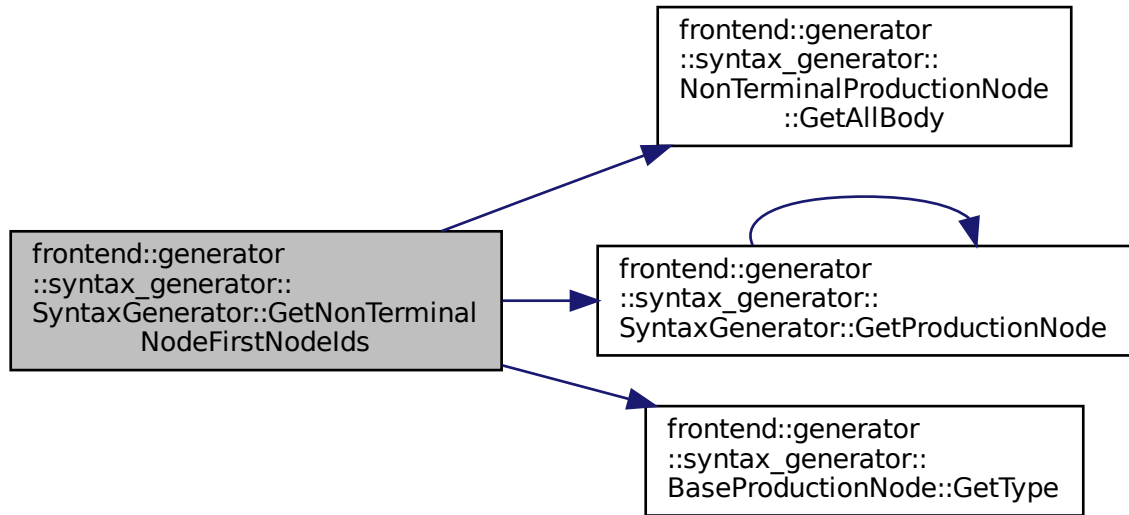 frontend::generator
::syntax_generator::
NonTerminalProductionNode
::GetAllBody
frontend::generator
::syntax_generator::
SyntaxGenerator::GetNonTerminal
NodeFirstNodeIds
frontend::generator
::syntax_generator::
SyntaxGenerator::GetProductionNode
frontend::generator
::syntax_generator::
BaseProductionNode::GetType